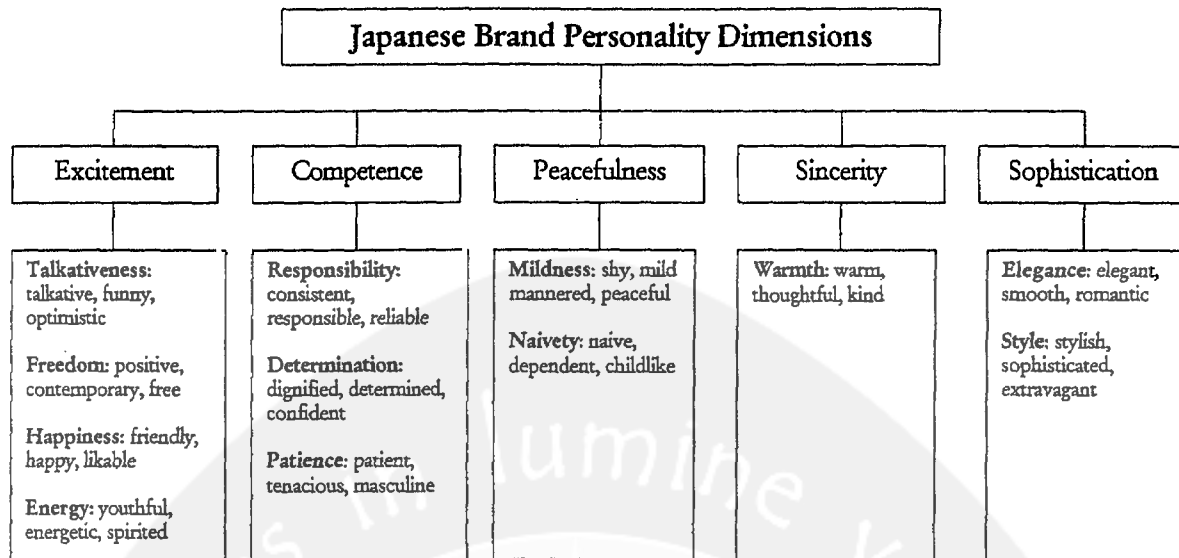 Japanese Brand Personality Dimensions
Excitement
Competence
Peacefulness
Sincerity
Sophistication
Talkativeness:
talkative, funny,
optimistic
Freedom: positive,
contemporary, free
Happiness: friendly,
happy, likable
Energy: youthful,
energetic, spirited
Responsibility:
consistent,
responsible, reliable
Determination:
dignified, determined,
confident
Patience: patient,
tenacious, masculine
Mildness: shy, mild
mannered, peaceful
Naivety: naive,
dependent, childlike
Warmth: warm,
thoughtful, kind
Elegance: elegant,
smooth, romantic
Style: stylish,
sophisticated,
extravagant
in lumine